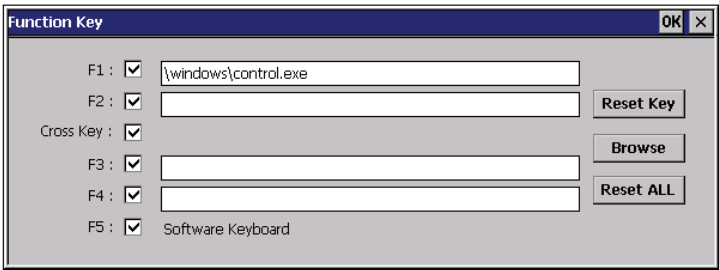 Function Key OK ×
F1 : \windows\control.exe
F2 : Reset Key
Cross Key :
Browse
F3 :
F4 : Reset ALL
F5 : Software Keyboard